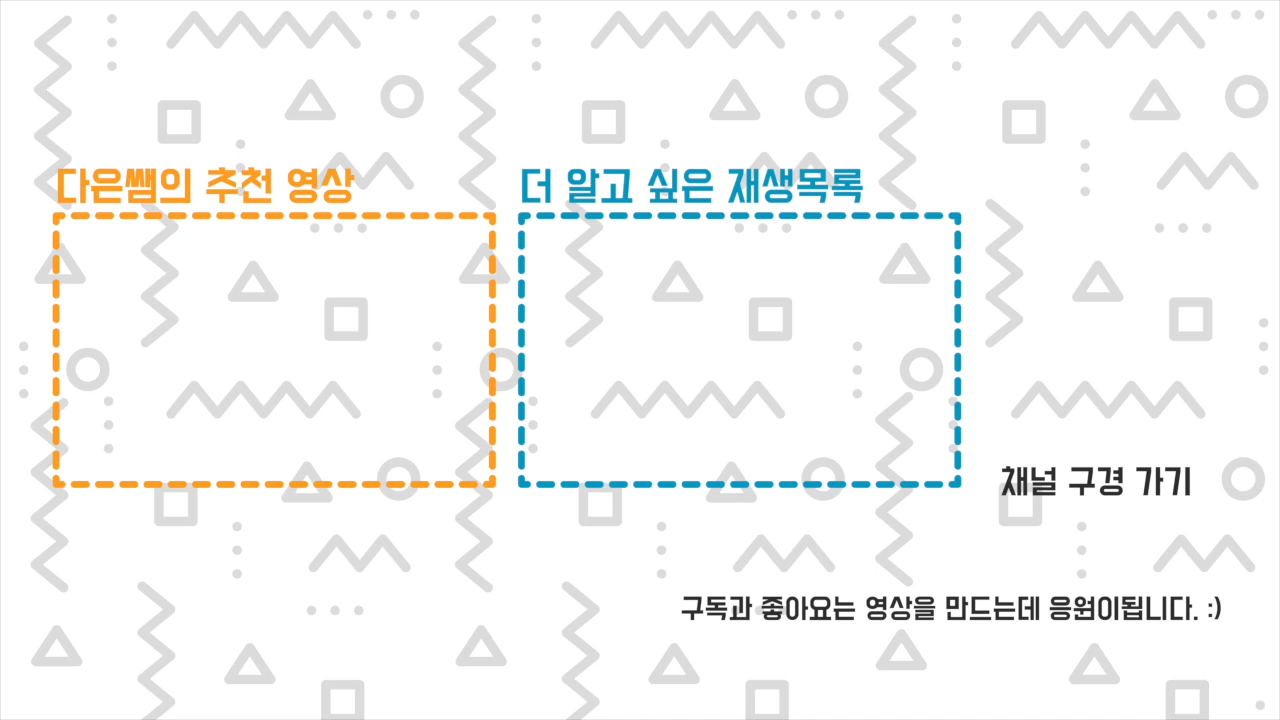 다은쌤의 추천 영상
더 알고 싶은 재생목록
채널 구경 가기
구독과 좋아요는 영상을 만드는데 응원이됩니다. :)